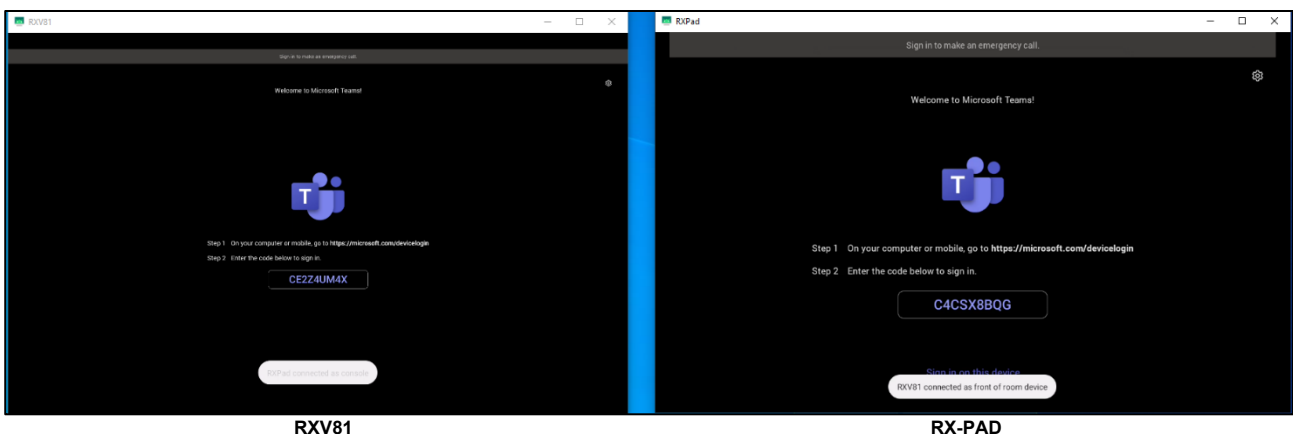 RXV81
Sign in to make an emergency call.
Welcome to Microsoft Teams!
T
Step 1 On your computer or mobile, go to https://microsoft.com/devicelogin
Step 2 Enter the code below to sign in.
CE2Z4UM4X
RXPad connected as console
RXPad
Sign in to make an emergency call.
Welcome to Microsoft Teams!
T
Step 1 On your computer or mobile, go to https://microsoft.com/devicelogin
Step 2 Enter the code below to sign in.
C4CSX8BQG
Sign in on this device
RXV81 connected as front of room device
RXV81
RX-PAD